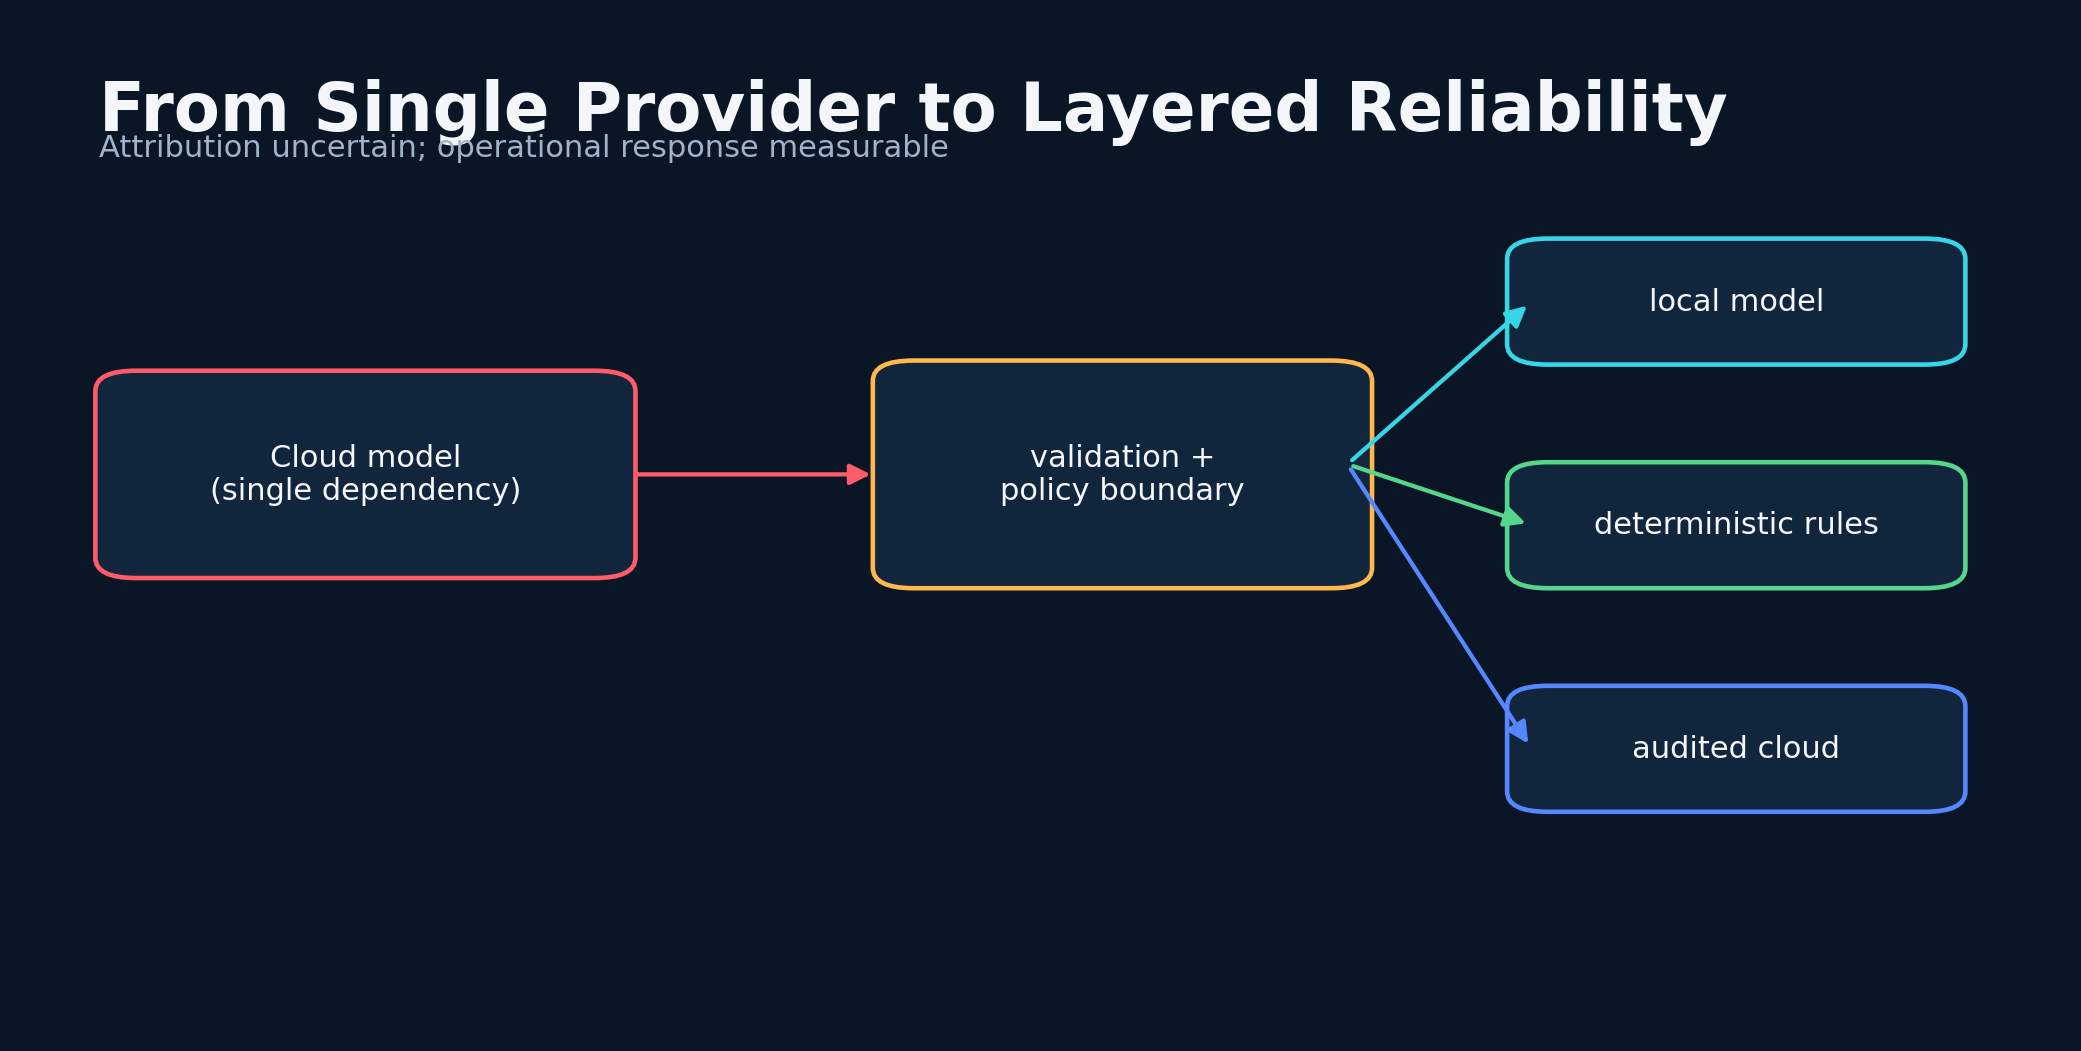 From Single Provider to Layered Reliability
Attribution uncertain; operational response measurable
Cloud model
(single dependency)
validation +
policy boundary
local model
deterministic rules
audited cloud